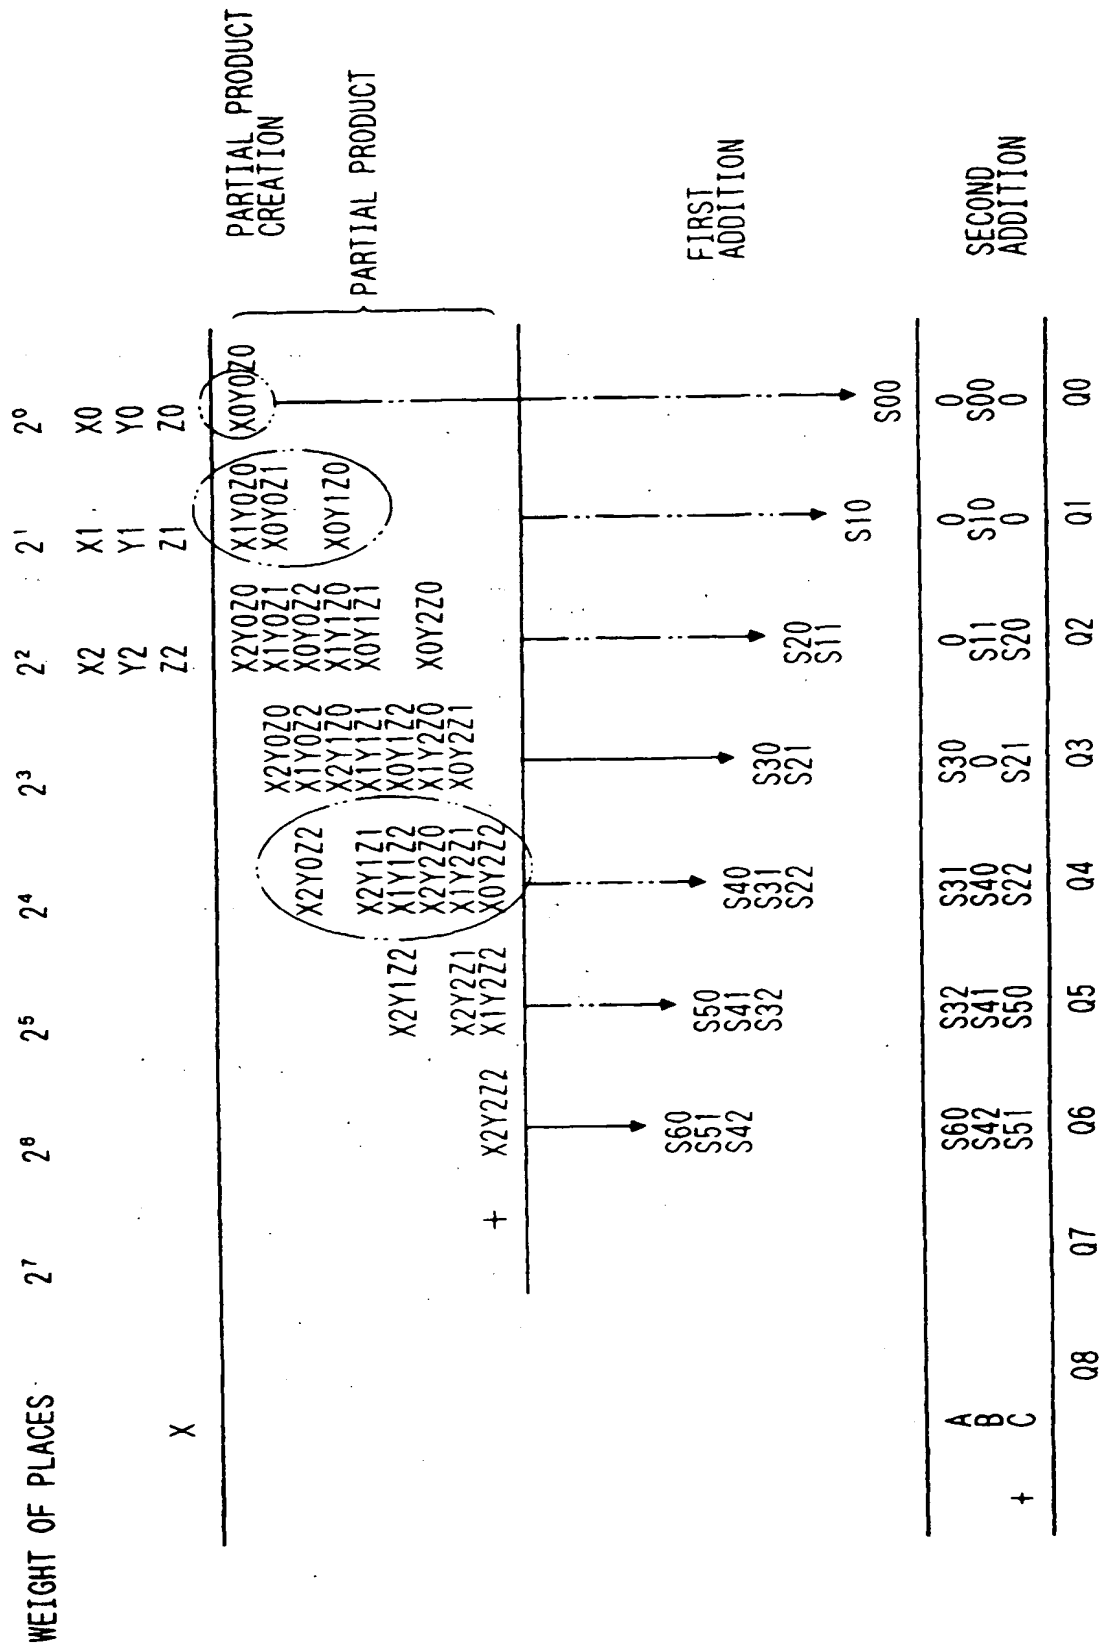 WEIGHT OF PLACES 2⁷ 2⁶ 2⁵ 2⁴ 2³ 2² 2¹ 2⁰
X2 X1 X0
Y2 Y1 Y0
X Z2 Z1 Z0
PARTIAL PRODUCT CREATION
X2Y0Z0 X1Y0Z0 X0Y0Z0
X2Y0Z0 X1Y0Z1 X0Y0Z1
X2Y0Z2 X1Y0Z2 X0Y0Z2
X2Y1Z0 X1Y1Z0 X0Y1Z0
X2Y1Z1 X1Y1Z1 X0Y1Z1
X2Y1Z2 X1Y1Z2 X0Y1Z2
X2Y2Z0 X1Y2Z0 X0Y2Z0
X2Y2Z1 X1Y2Z1 X0Y2Z1
+ X2Y2Z2 X1Y2Z2 X0Y2Z2
PARTIAL PRODUCT
S60 S50 S40 S30 S20 S10 S00
S51 S41 S31 S21 S11
S42 S32 S22
FIRST ADDITION
A S60 S32 S31 S30 0 0 0
B S42 S41 S40 0 S11 S10 S00
+ C S51 S50 S22 S21 S20 0 0
SECOND ADDITION
Q8 Q7 Q6 Q5 Q4 Q3 Q2 Q1 Q0